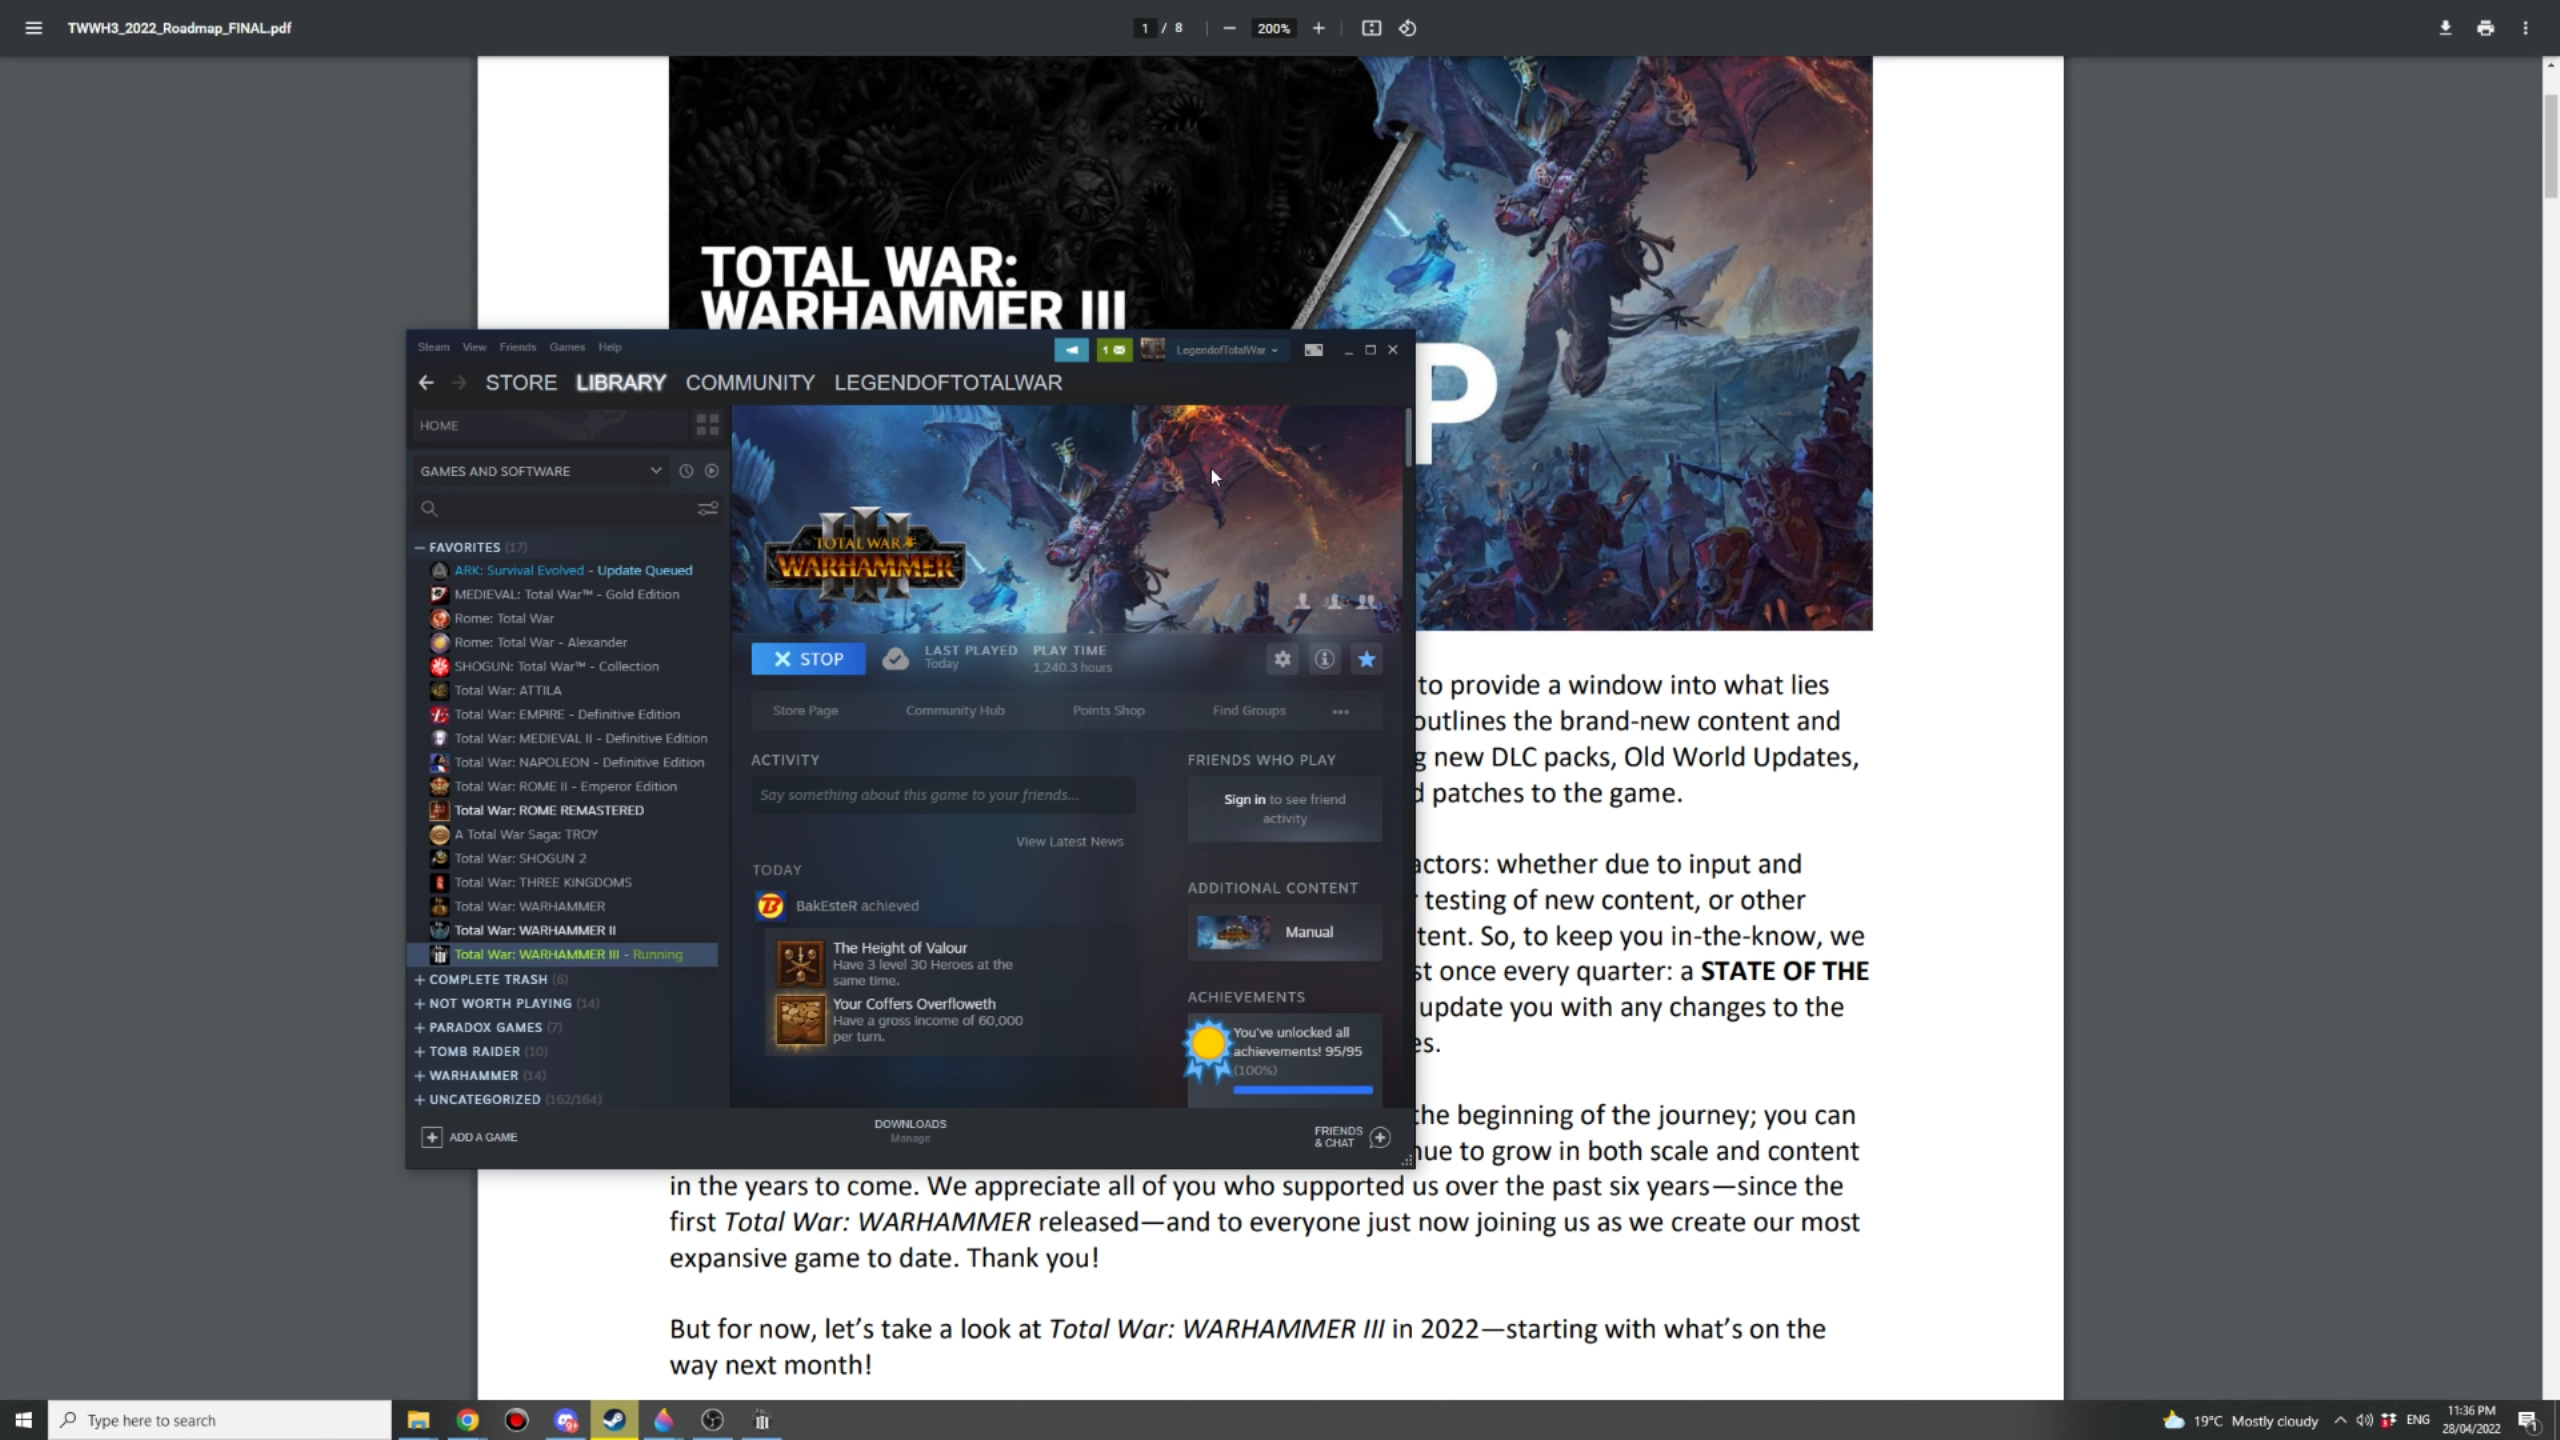 TWWH3_2022_Roadmap_FINAL.pdf
1 / 8
200%
TOTAL WAR:
WARHAMMER III
P
Steam View Friends Games Help
1
LegendofTotalWar
STORE LIBRARY COMMUNITY LEGENDOFTOTALWAR
HOME
GAMES AND SOFTWARE
FAVORITES (17)
ARK: Survival Evolved - Update Queued
MEDIEVAL: Total War™ - Gold Edition
Rome: Total War
Rome: Total War - Alexander
SHOGUN: Total War™ - Collection
Total War: ATTILA
Total War: EMPIRE - Definitive Edition
Total War: MEDIEVAL II - Definitive Edition
Total War: NAPOLEON - Definitive Edition
Total War: ROME II - Emperor Edition
Total War: ROME REMASTERED
A Total War Saga: TROY
Total War: SHOGUN 2
Total War: THREE KINGDOMS
Total War: WARHAMMER
Total War: WARHAMMER II
Total War: WARHAMMER III - Running
COMPLETE TRASH (6)
NOT WORTH PLAYING (14)
PARADOX GAMES (7)
TOMB RAIDER (10)
WARHAMMER (14)
UNCATEGORIZED (162/164)
ADD A GAME
TOTAL WAR
WARHAMMER
III
STOP
LAST PLAYED
Today
PLAY TIME
1,240.3 hours
Store Page Community Hub Points Shop Find Groups
ACTIVITY
Say something about this game to your friends...
View Latest News
TODAY
BakEsteR achieved
The Height of Valour
Have 3 level 30 Heroes at the
same time.
Your Coffers Overfloweth
Have a gross income of 60,000
per turn.
FRIENDS WHO PLAY
Sign in to see friend
activity
ADDITIONAL CONTENT
Manual
ACHIEVEMENTS
You've unlocked all
achievements! 95/95
(100%)
DOWNLOADS
Manage
FRIENDS
& CHAT
to provide a window into what lies
outlines the brand-new content and
g new DLC packs, Old World Updates,
d patches to the game.
actors: whether due to input and
testing of new content, or other
tent. So, to keep you in-the-know, we
st once every quarter: a STATE OF THE
update you with any changes to the
es.
the beginning of the journey; you can
nue to grow in both scale and content
in the years to come. We appreciate all of you who supported us over the past six years—since the
first Total War: WARHAMMER released—and to everyone just now joining us as we create our most
expansive game to date. Thank you!
But for now, let's take a look at Total War: WARHAMMER III in 2022—starting with what's on the
way next month!
Type here to search
19°C Mostly cloudy
ENG
11:36 PM
28/04/2022